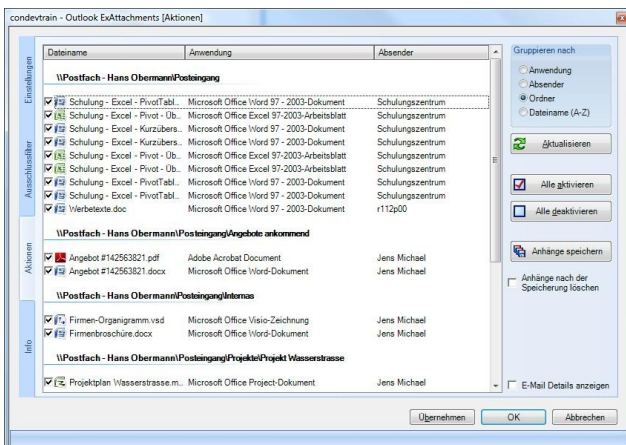 condevtrain - Outlook ExAttachments [Aktionen]
Einstellungen
Ausschlussfilter
Aktionen
Info
Dateiname Anwendung Absender
\\Postfach - Hans Obermann\Posteingang
Schulung - Excel - PivotTabl... Microsoft Office Word 97 - 2003-Dokument Schulungszentrum
Schulung - Excel - Pivot - Üb... Microsoft Office Excel 97-2003-Arbeitsblatt Schulungszentrum
Schulung - Excel - Kurzübers... Microsoft Office Word 97 - 2003-Dokument Schulungszentrum
Schulung - Excel - Kurzübers... Microsoft Office Word 97 - 2003-Dokument Schulungszentrum
Schulung - Excel - Pivot - Üb... Microsoft Office Excel 97-2003-Arbeitsblatt Schulungszentrum
Schulung - Excel - Pivot - Üb... Microsoft Office Excel 97-2003-Arbeitsblatt Schulungszentrum
Schulung - Excel - PivotTabl... Microsoft Office Word 97 - 2003-Dokument Schulungszentrum
Schulung - Excel - PivotTabl... Microsoft Office Word 97 - 2003-Dokument Schulungszentrum
Werbetexte.doc Microsoft Office Word 97 - 2003-Dokument r112p00
\\Postfach - Hans Obermann\Posteingang\Angebote ankommend
Angebot #142563821.pdf Adobe Acrobat Document Jens Michael
Angebot #142563821.docx Microsoft Office Word-Dokument Jens Michael
\\Postfach - Hans Obermann\Posteingang\Internas
Firmen-Organigramm.vsd Microsoft Office Visio-Zeichnung Jens Michael
Firmenbroschüre.docx Microsoft Office Word-Dokument Jens Michael
\\Postfach - Hans Obermann\Posteingang\Projekte\Projekt Wasserstrasse
Projektplan Wasserstrasse.m... Microsoft Office Project-Dokument Jens Michael
Gruppieren nach
Anwendung
Absender
Ordner
Dateiname (A-Z)
Aktualisieren
Alle aktivieren
Alle deaktivieren
Anhänge speichern
Anhänge nach der
Speicherung löschen
E-Mail Details anzeigen
Übernehmen OK Abbrechen